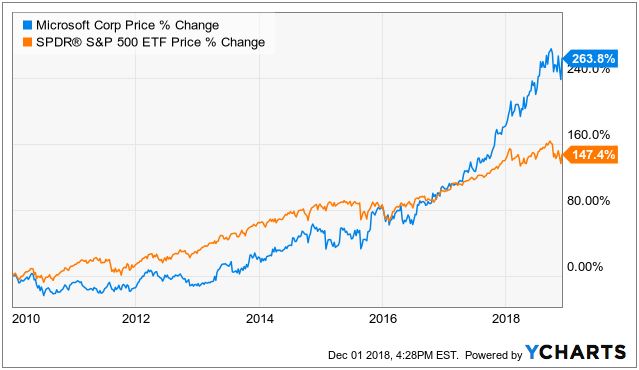 Microsoft Corp Price % Change
SPDR® S&P 500 ETF Price % Change
263.8%
240.0%
160.0%
147.4%
80.00%
0.00%
2010 2012 2014 2016 2018
Dec 01 2018, 4:28PM EST. Powered by YCHARTS